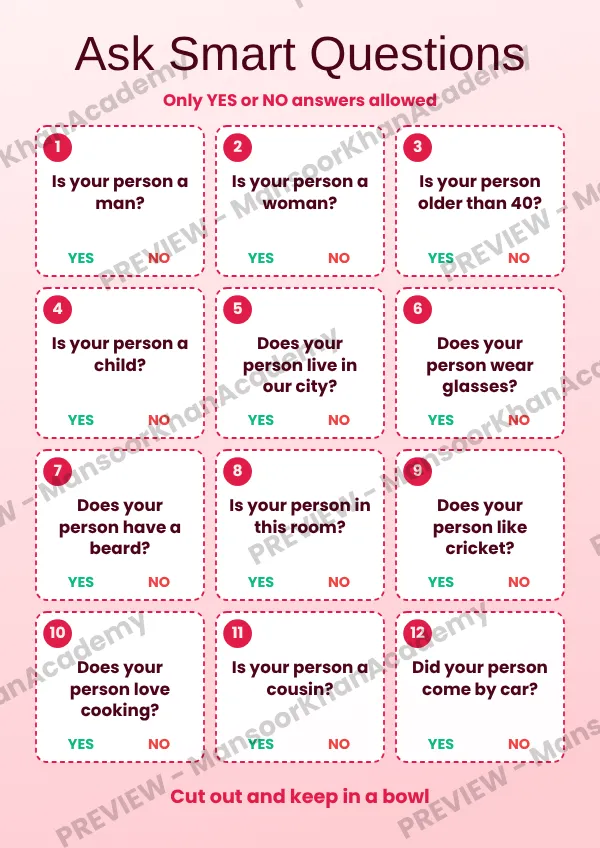 Ask Smart Questions
Only YES or NO answers allowed
1
Is your person a
man?
YES NO
2
Is your person a
woman?
YES NO
3
Is your person
older than 40?
YES NO
4
Is your person a
child?
YES NO
5
Does your
person live in
our city?
YES NO
6
Does your
person wear
glasses?
YES NO
7
Does your
person have a
beard?
YES NO
8
Is your person in
this room?
YES NO
9
Does your
person like
cricket?
YES NO
10
Does your
person love
cooking?
YES NO
11
Is your person a
cousin?
YES NO
12
Did your person
come by car?
YES NO
Cut out and keep in a bowl
PREVIEW - MansoorKhanAcademy